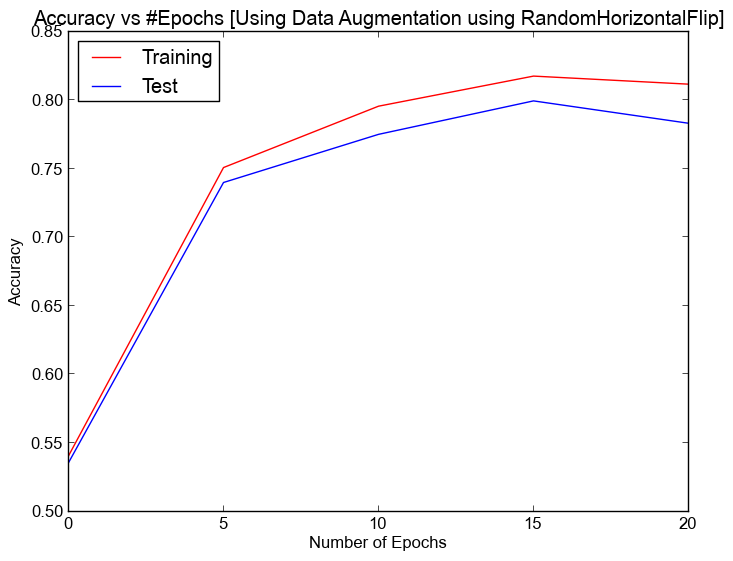 Accuracy vs #Epochs [Using Data Augmentation using RandomHorizontalFlip]
0.85
Training
Test
0.80
0.75
0.70
Accuracy
0.65
0.60
0.55
0.50
0 5 10 15 20
Number of Epochs